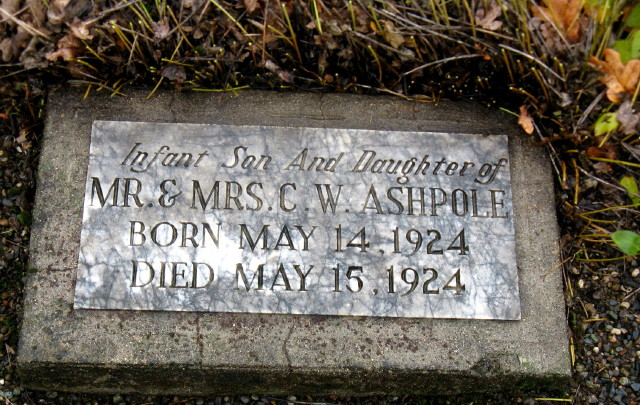 Infant Son And Daughter of
MR. & MRS. C. W. ASHPOLE
BORN MAY 14, 1924
DIED MAY 15, 1924